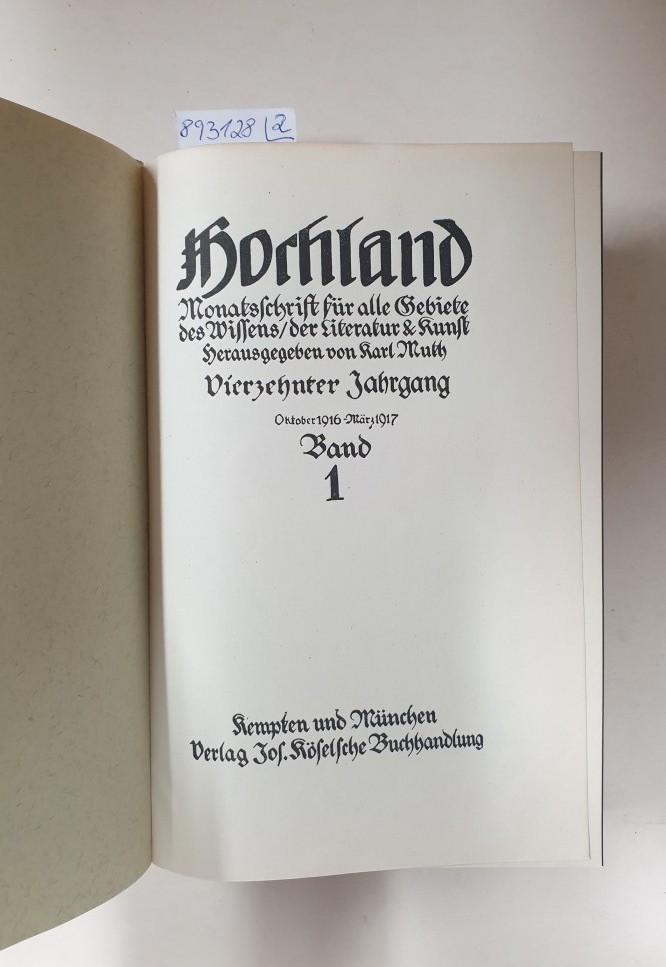 893128 | 2
Hochland
Monatsschrift für alle Gebiete
des Wissens/der Literatur & Kunst
Herausgegeben von Karl Muth
Vierzehnter Jahrgang
Oktober 1916-März 1917
Band
1
Kempten und München
Verlag Jos. Köselsche Buchhandlung